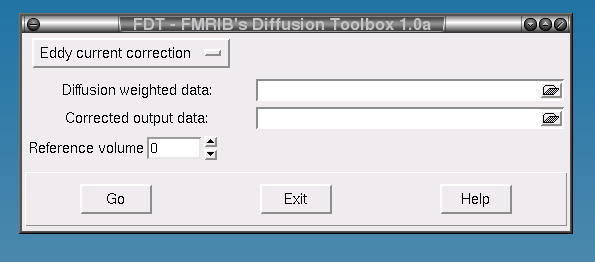 FDT - FMRIB's Diffusion Toolbox 1.0a
Eddy current correction
Diffusion weighted data:
Corrected output data:
Reference volume 0
Go Exit Help